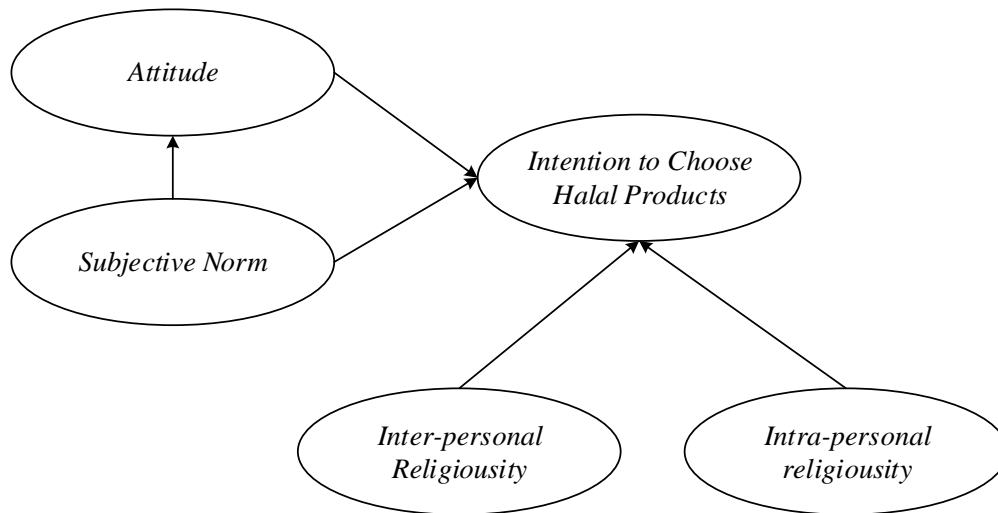 Attitude
Intention to Choose
Halal Products
Subjective Norm
Inter-personal
Religiousity
Intra-personal
religiousity